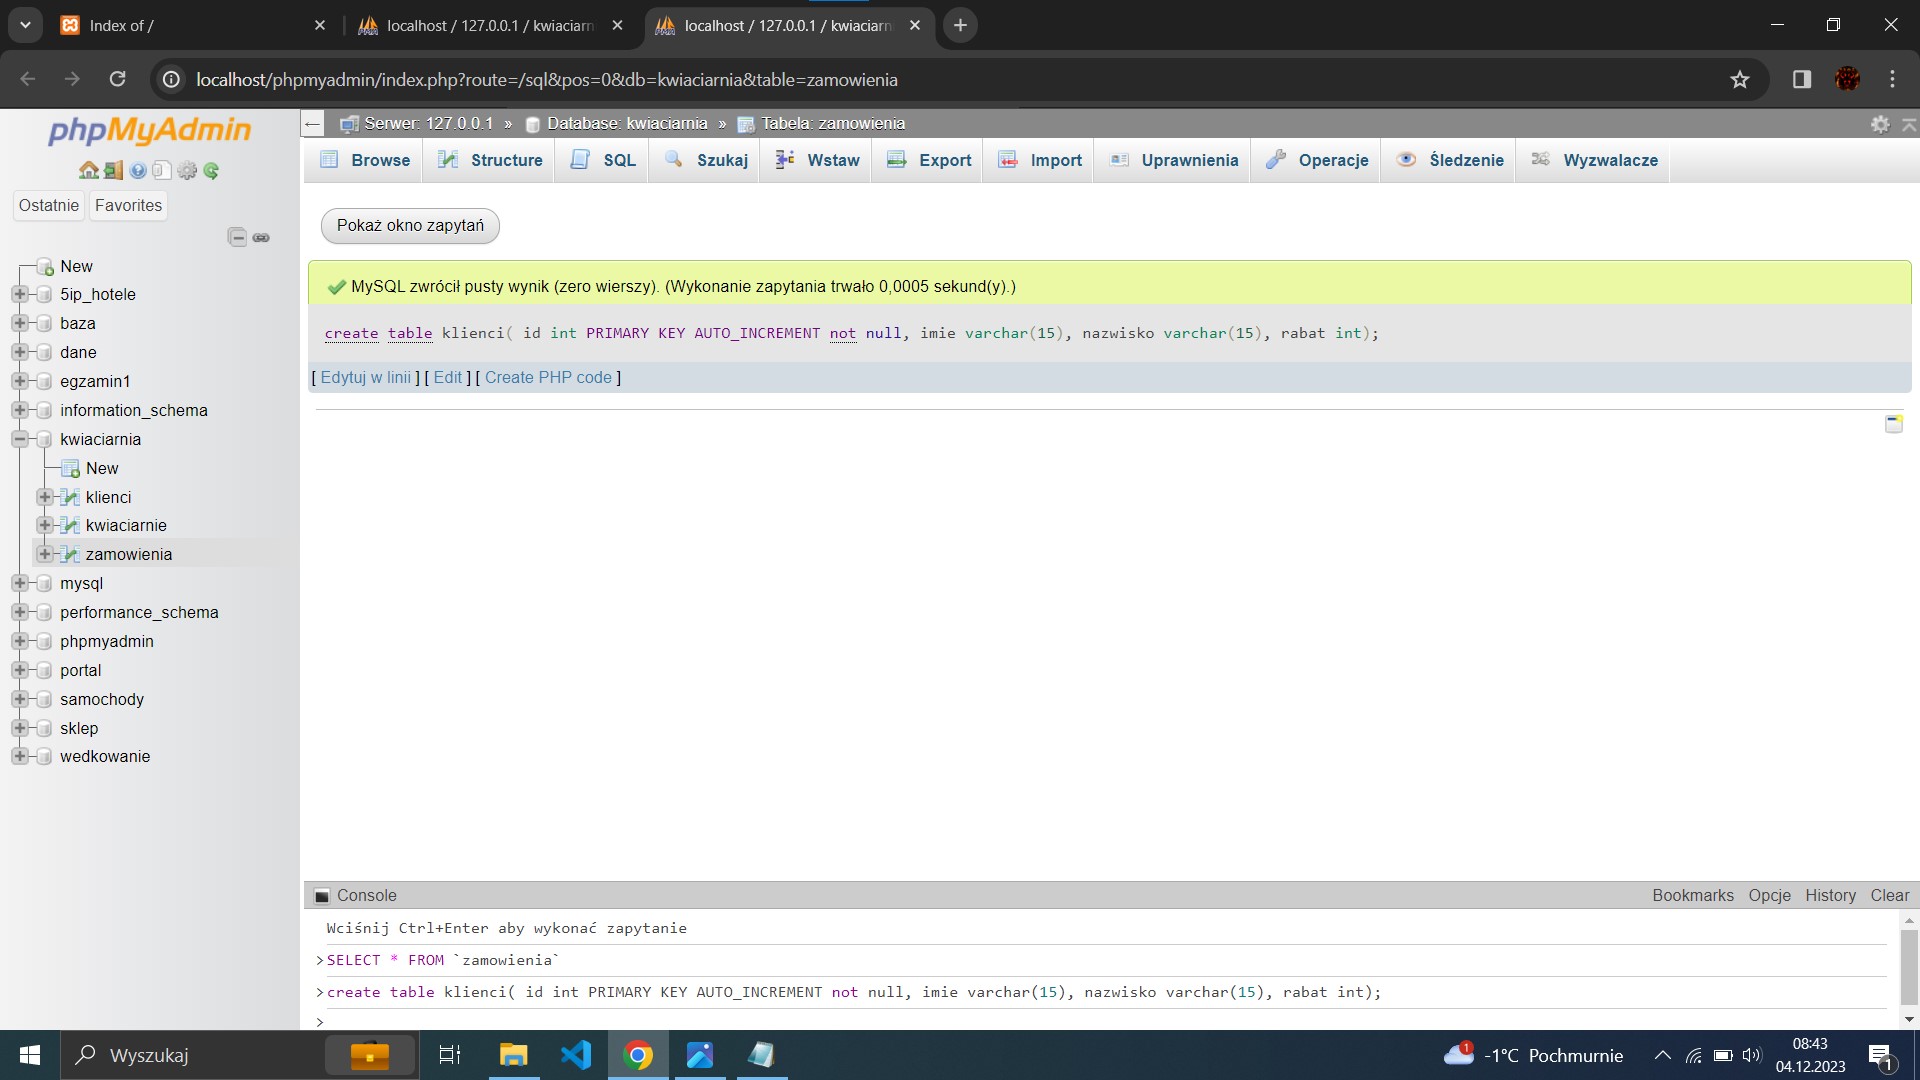 Index of /
localhost / 127.0.0.1 / kwiaciarn
localhost / 127.0.0.1 / kwiaciarn
localhost/phpmyadmin/index.php?route=/sql&pos=0&db=kwiaciarnia&table=zamowienia
phpMyAdmin
Ostatnie Favorites
New
5ip_hotele
baza
dane
egzamin1
information_schema
kwiaciarnia
New
klienci
kwiaciarnie
zamowienia
mysql
performance_schema
phpmyadmin
portal
samochody
sklep
wedkowanie
Serwer: 127.0.0.1 » Database: kwiaciarnia » Tabela: zamowienia
Browse Structure SQL Szukaj Wstaw Export Import Uprawnienia Operacje Śledzenie Wyzwalacze
Pokaż okno zapytań
MySQL zwrócił pusty wynik (zero wierszy). (Wykonanie zapytania trwało 0,0005 sekund(y).)
create table klienci( id int PRIMARY KEY AUTO_INCREMENT not null, imie varchar(15), nazwisko varchar(15), rabat int);
[ Edytuj w linii ] [ Edit ] [ Create PHP code ]
Console Bookmarks Opcje History Clear
Wciśnij Ctrl+Enter aby wykonać zapytanie
>SELECT * FROM `zamowienia`
>create table klienci( id int PRIMARY KEY AUTO_INCREMENT not null, imie varchar(15), nazwisko varchar(15), rabat int);
>
Wyszukaj
1
-1°C Pochmurnie
08:43
04.12.2023
1